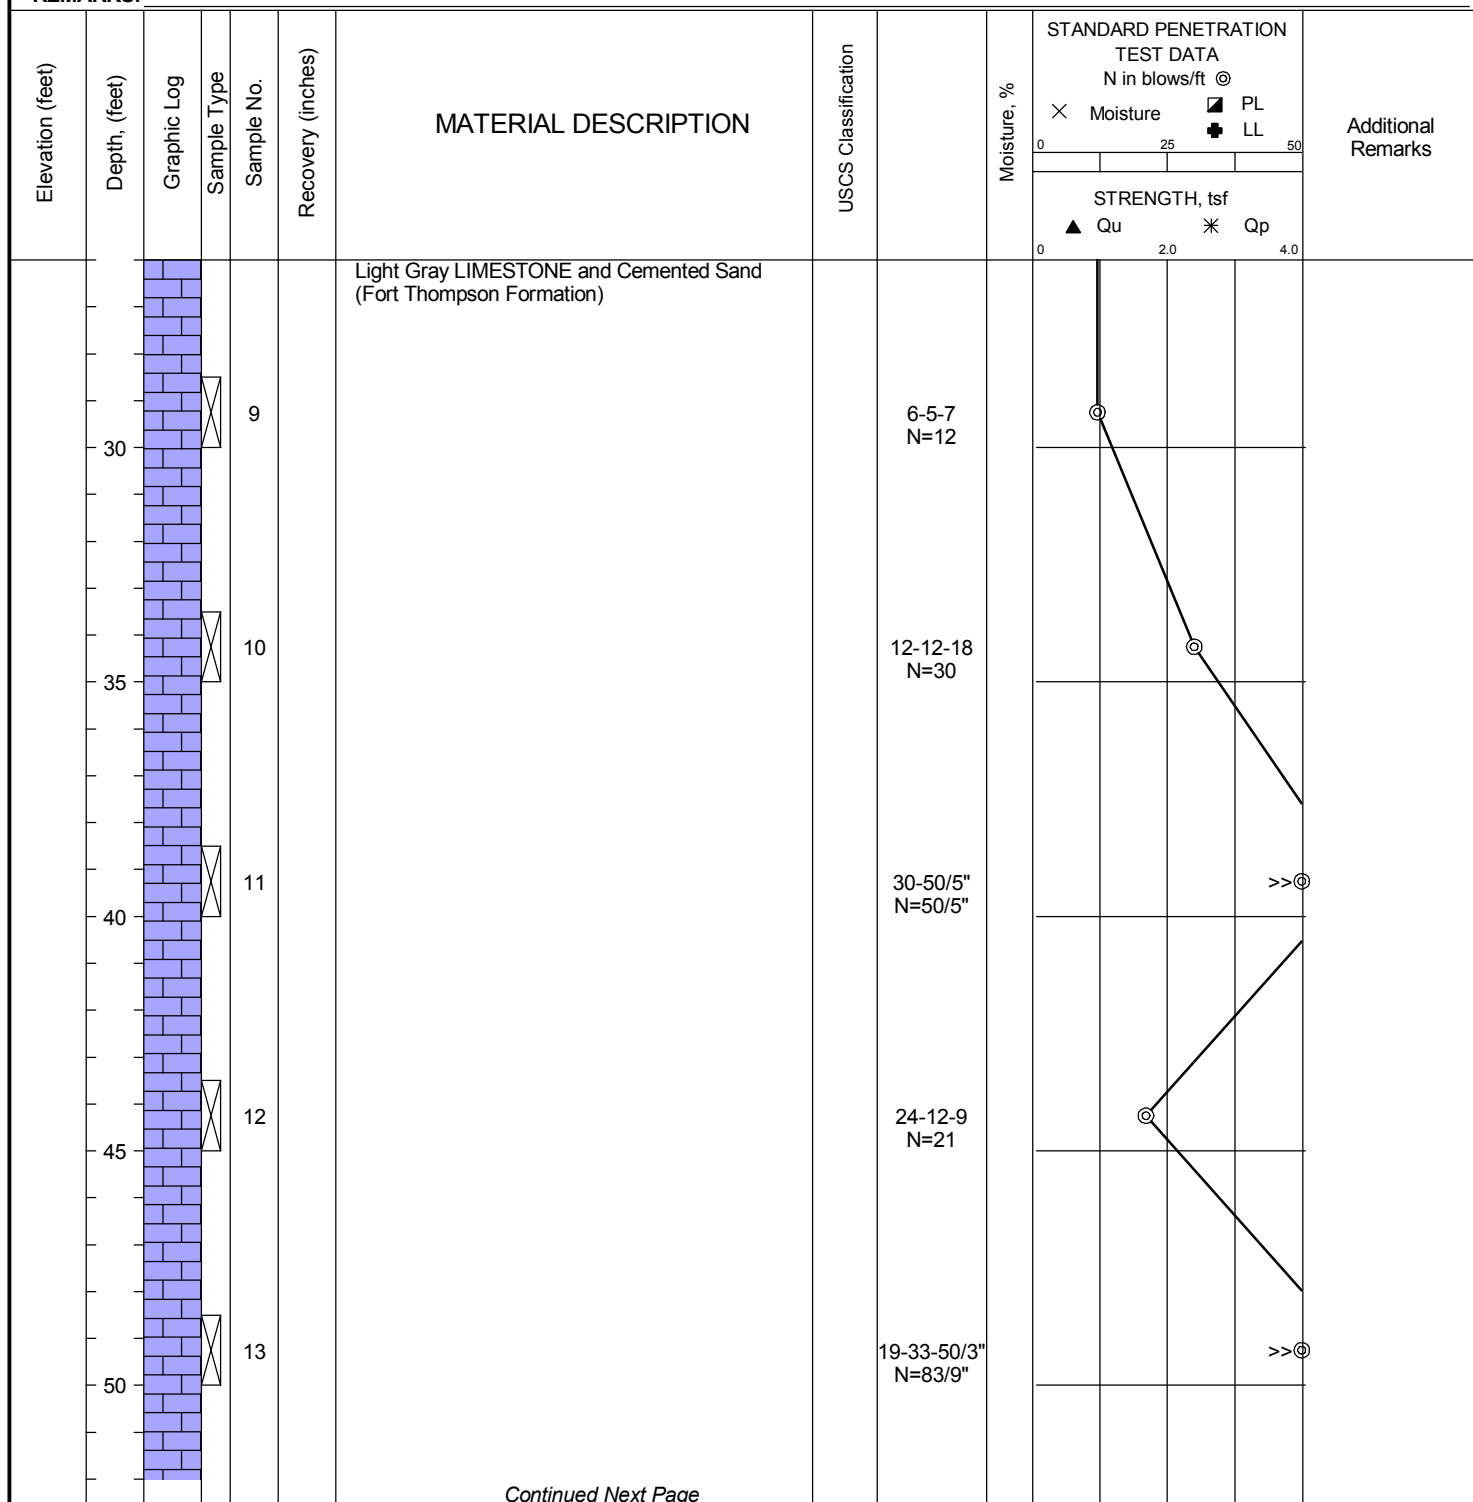 REMARKS:
Elevation (feet)
Depth, (feet)
Graphic Log
Sample Type
Sample No.
Recovery (inches)
MATERIAL DESCRIPTION
USCS Classification
Moisture, %
STANDARD PENETRATION
TEST DATA
N in blows/ft
Moisture
PL
LL
0 25 50
STRENGTH, tsf
Qu Qp
0 2.0 4.0
Additional
Remarks
Light Gray LIMESTONE and Cemented Sand
(Fort Thompson Formation)
9 6-5-7
N=12
30
10 12-12-18
N=30
35
11 30-50/5" >>
N=50/5"
40
12 24-12-9
N=21
45
13 19-33-50/3" >>
N=83/9"
50
Continued Next Page